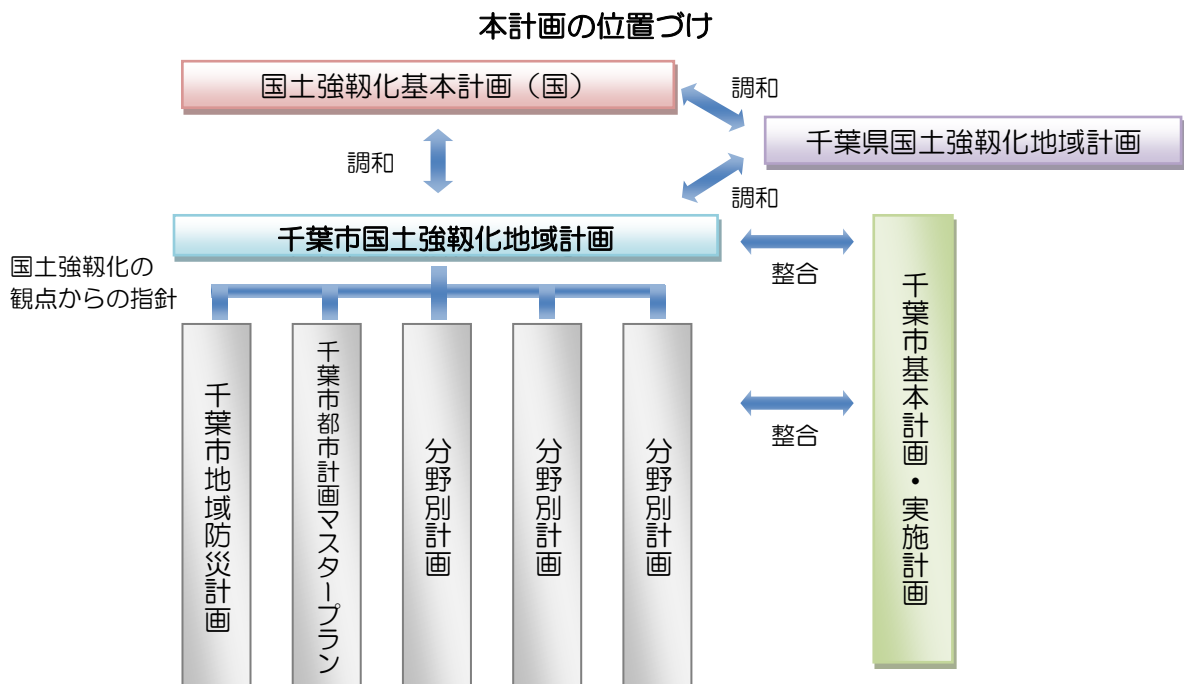 本計画の位置づけ
国土強靱化基本計画（国）
調和
千葉県国土強靱化地域計画
調和
調和
千葉市国土強靱化地域計画
整合
国土強靱化の
観点からの指針
千葉市地域防災計画
千葉市都市計画マスタープラン
分野別計画
分野別計画
分野別計画
整合
千葉市基本計画・実施計画